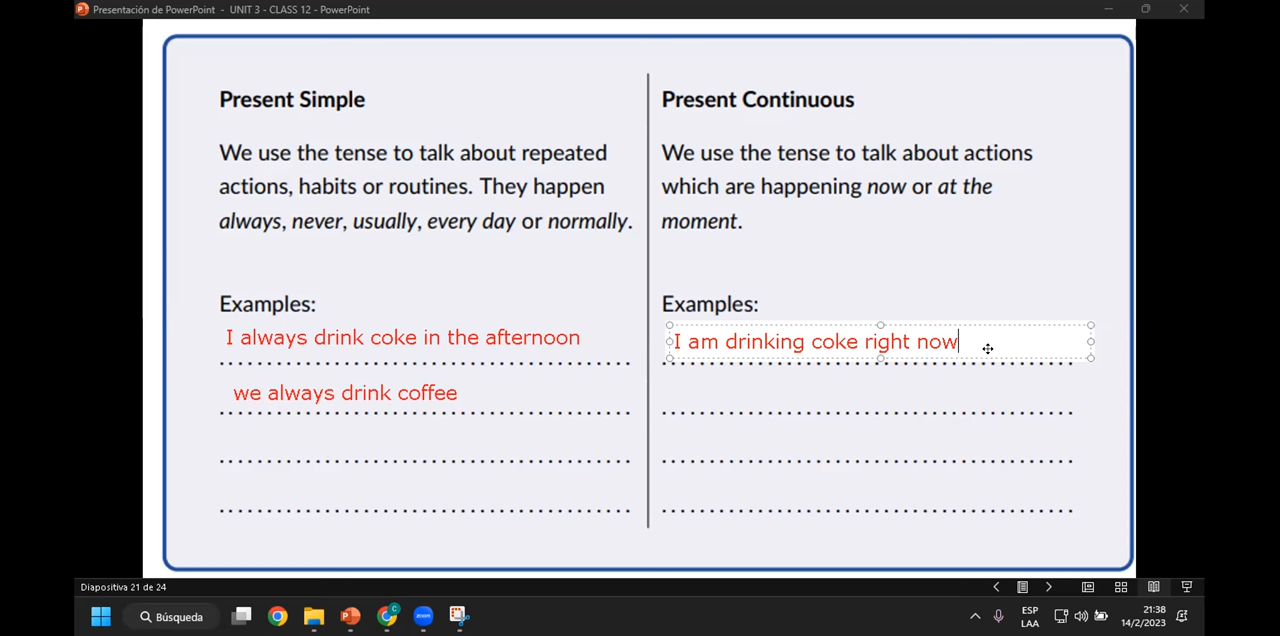 Presentación de PowerPoint - UNIT 3 - CLASS 12 - PowerPoint
Present Simple
We use the tense to talk about repeated
actions, habits or routines. They happen
always, never, usually, every day or normally.
Examples:
I always drink coke in the afternoon
we always drink coffee
Present Continuous
We use the tense to talk about actions
which are happening now or at the
moment.
Examples:
I am drinking coke right now
Diapositiva 21 de 24
Búsqueda
zoom
ESP
LAA
21:38
14/2/2023